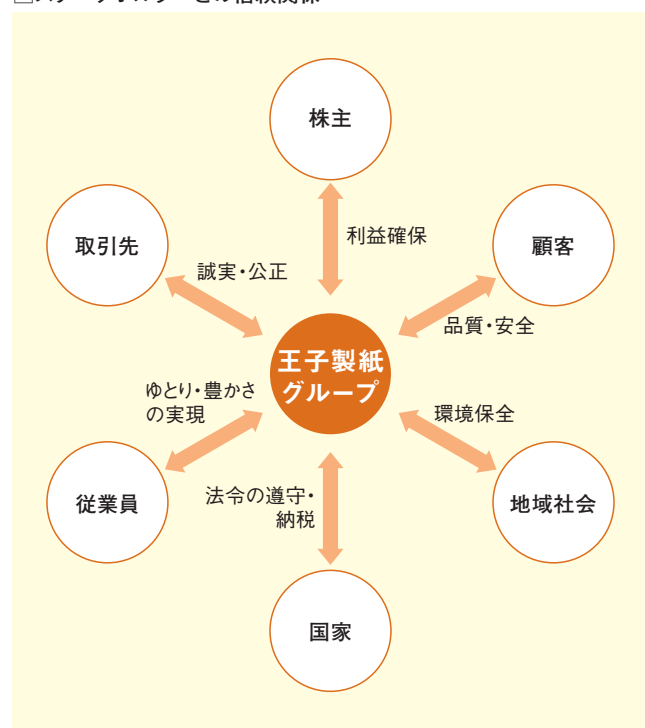 株主
利益確保
取引先
誠実・公正
顧客
品質・安全
王子製紙
グループ
ゆとり・豊かさ
の実現
環境保全
従業員
法令の遵守・
納税
地域社会
国家